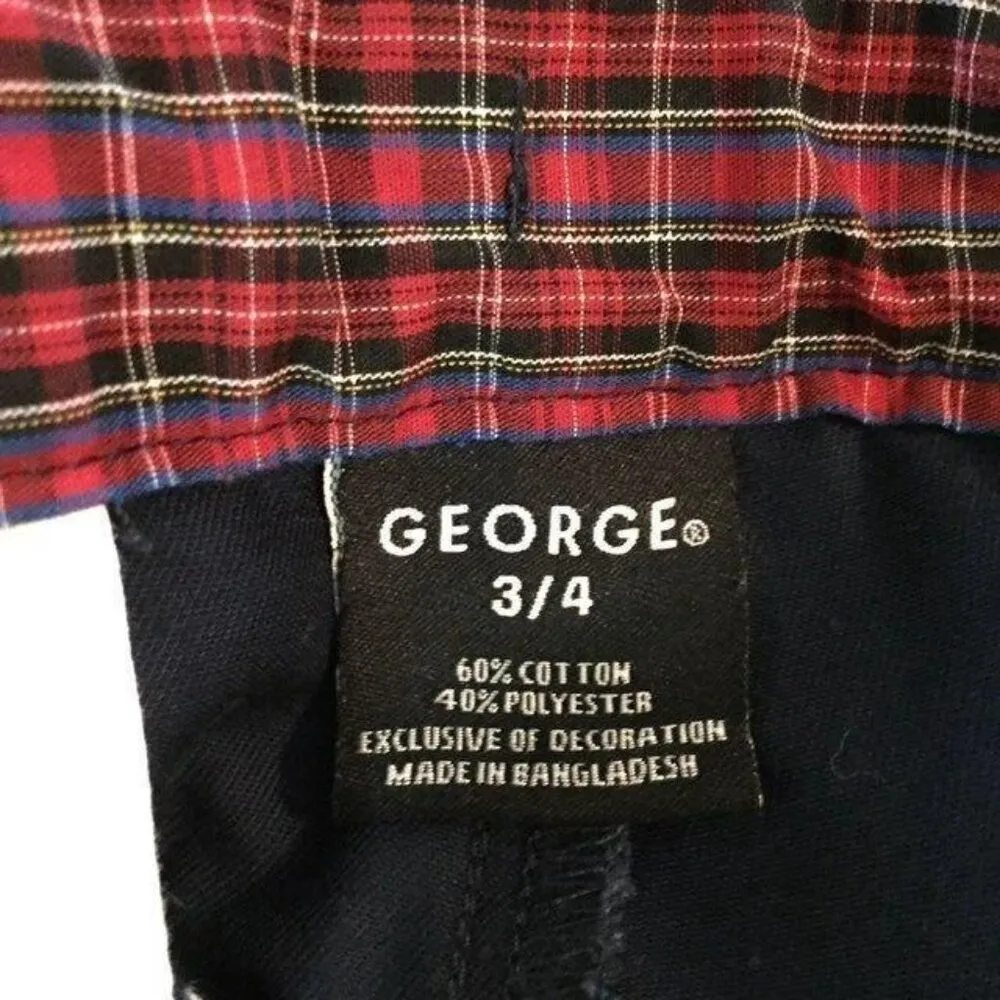 GEORGE®
3/4
60% COTTON
40% POLYESTER
EXCLUSIVE OF DECORATION
MADE IN BANGLADESH